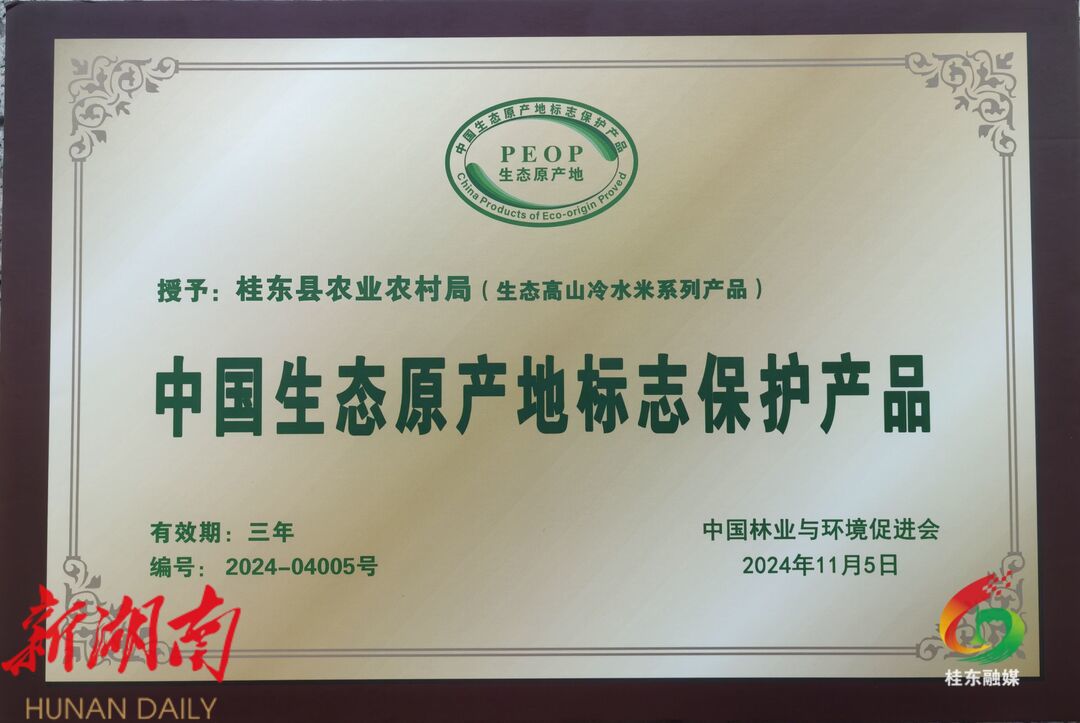 中国生态原产地标志保护产品
PEOP
生态原产地
China Products of Eco-origin Proved
授予：桂东县农业农村局（生态高山冷水米系列产品）
中国生态原产地标志保护产品
有效期：三年
编号：2024-04005号
中国林业与环境促进会
2024年11月5日
新湖南
HUNAN DAILY
桂东融媒